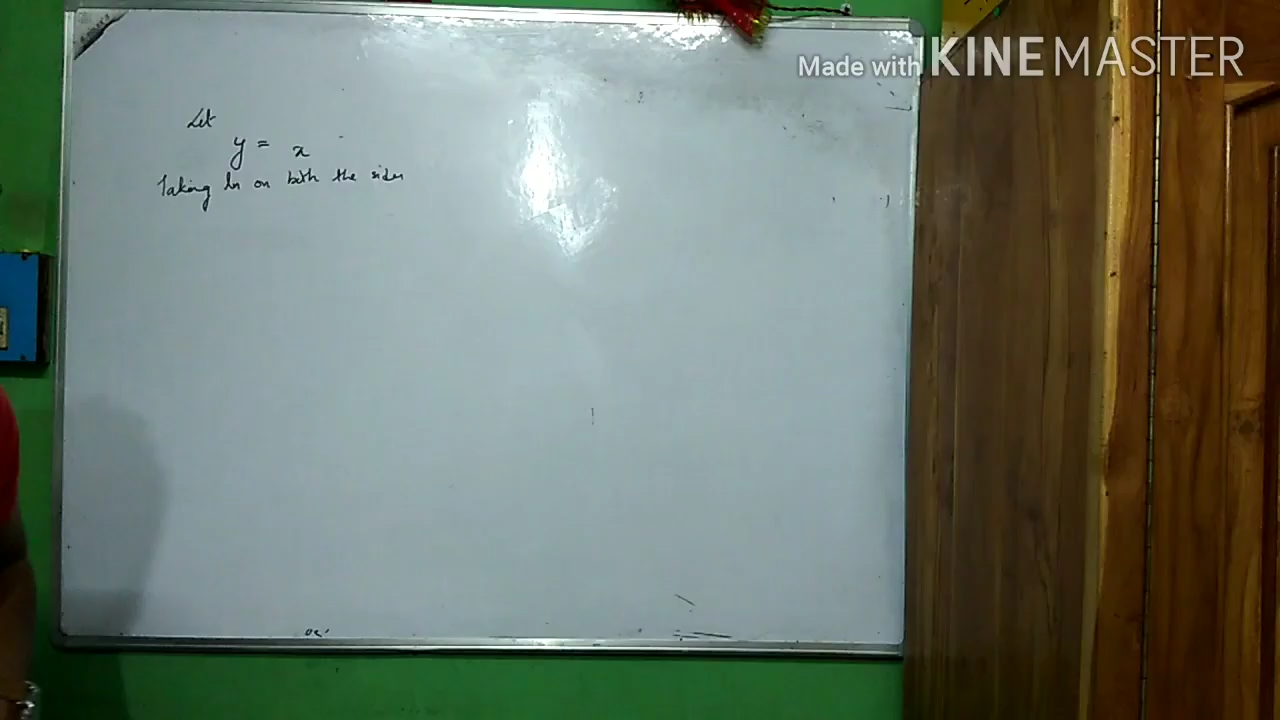 Made with KINEMASTER
Let
y = x
Taking ln on both the sides